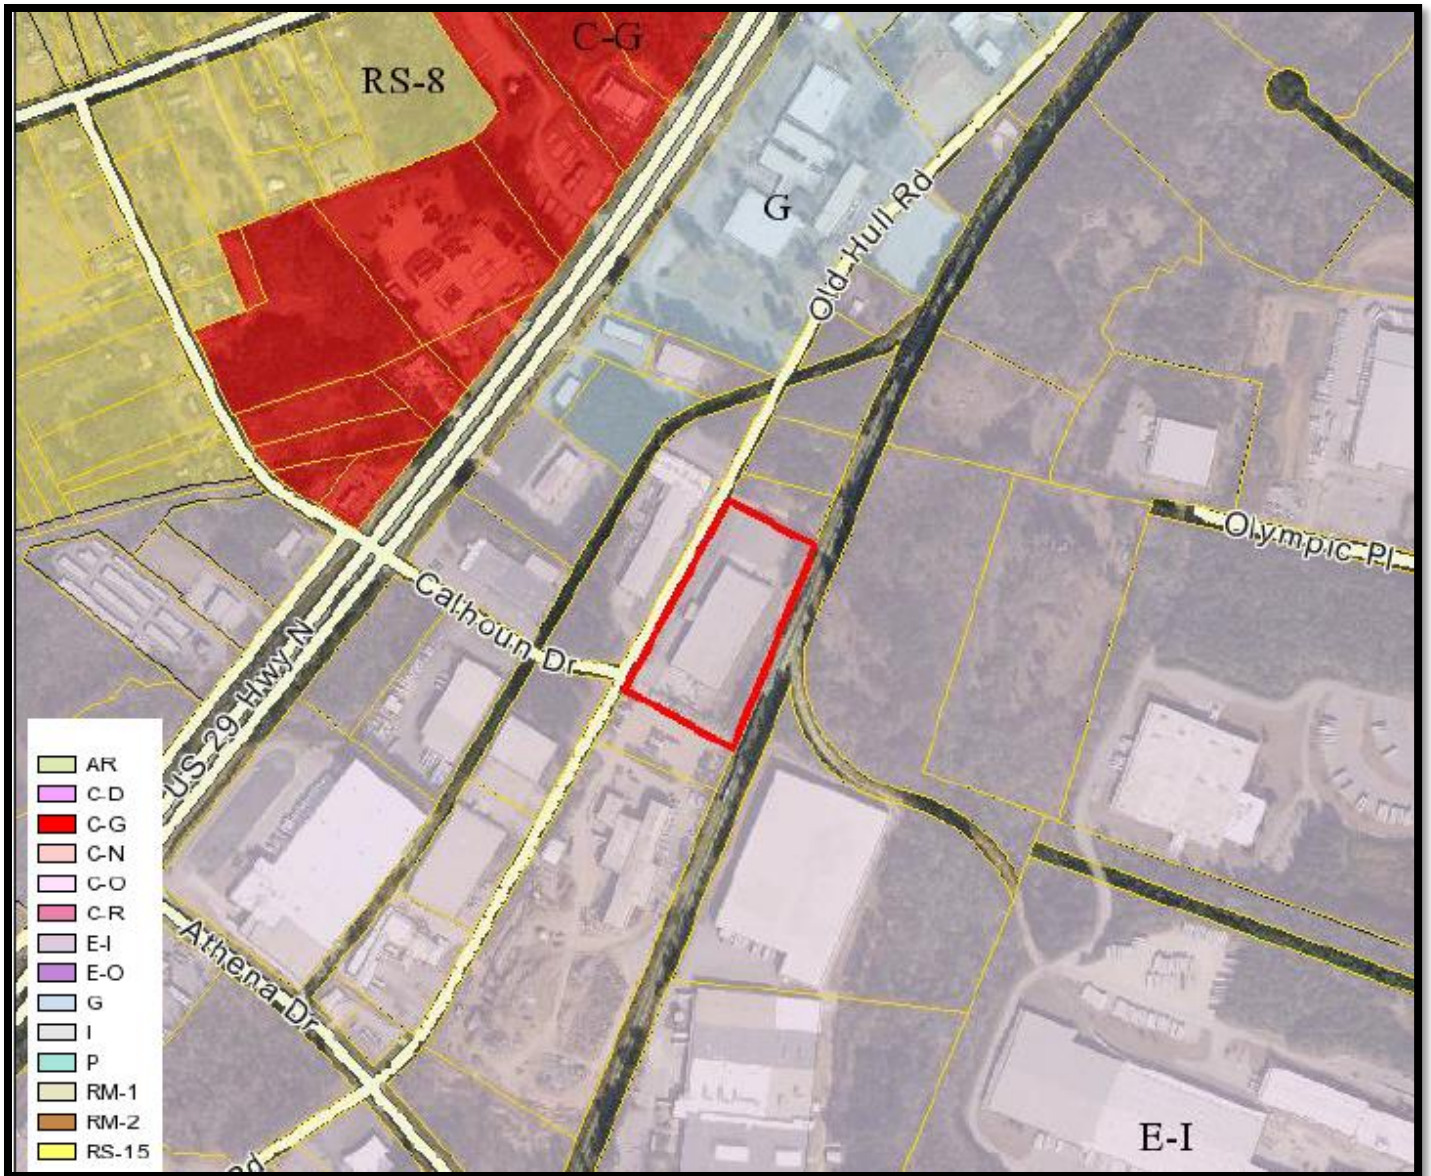 C-G
RS-8
G
Old Hull Rd
Olympic Pl
Calhoun Dr
US 29 Hwy N
AR
C-D
C-G
C-N
C-O
C-R
E-I
E-O
G
I
P
RM-1
RM-2
RS-15
Athena Dr
E-I
Rd